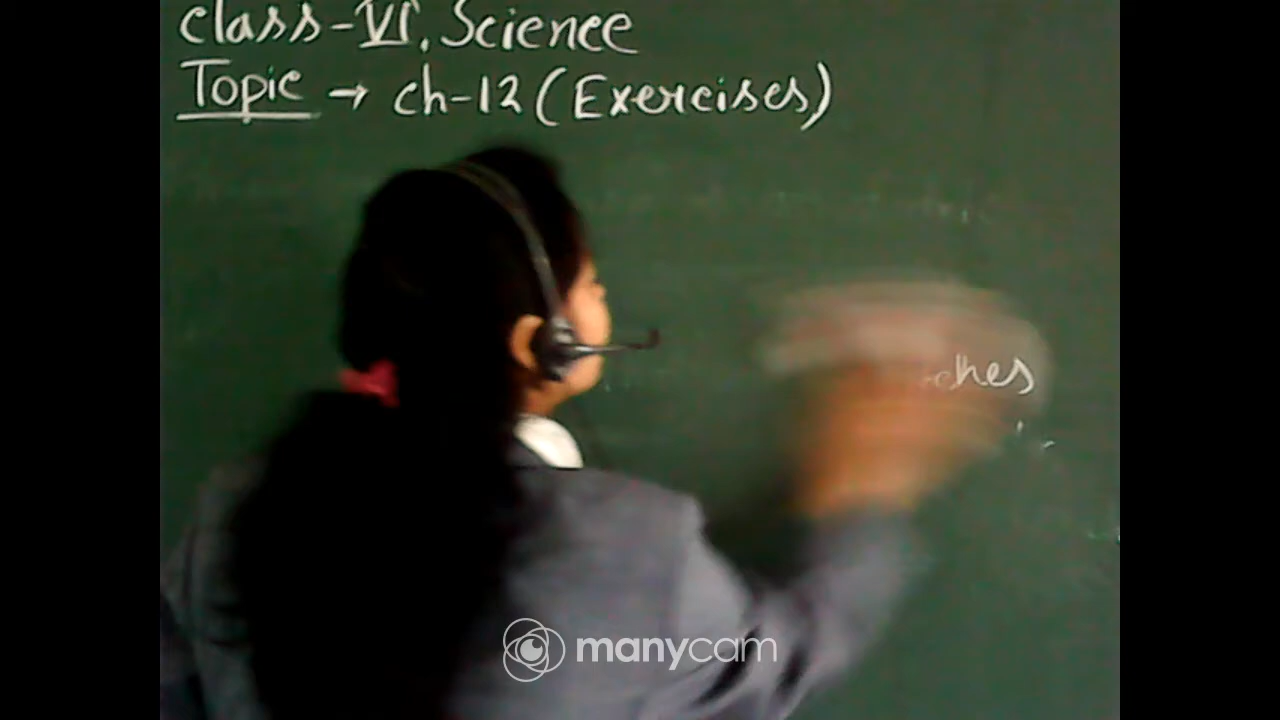 class-VI, Science
Topic → ch-12 (Exercises)
manycam